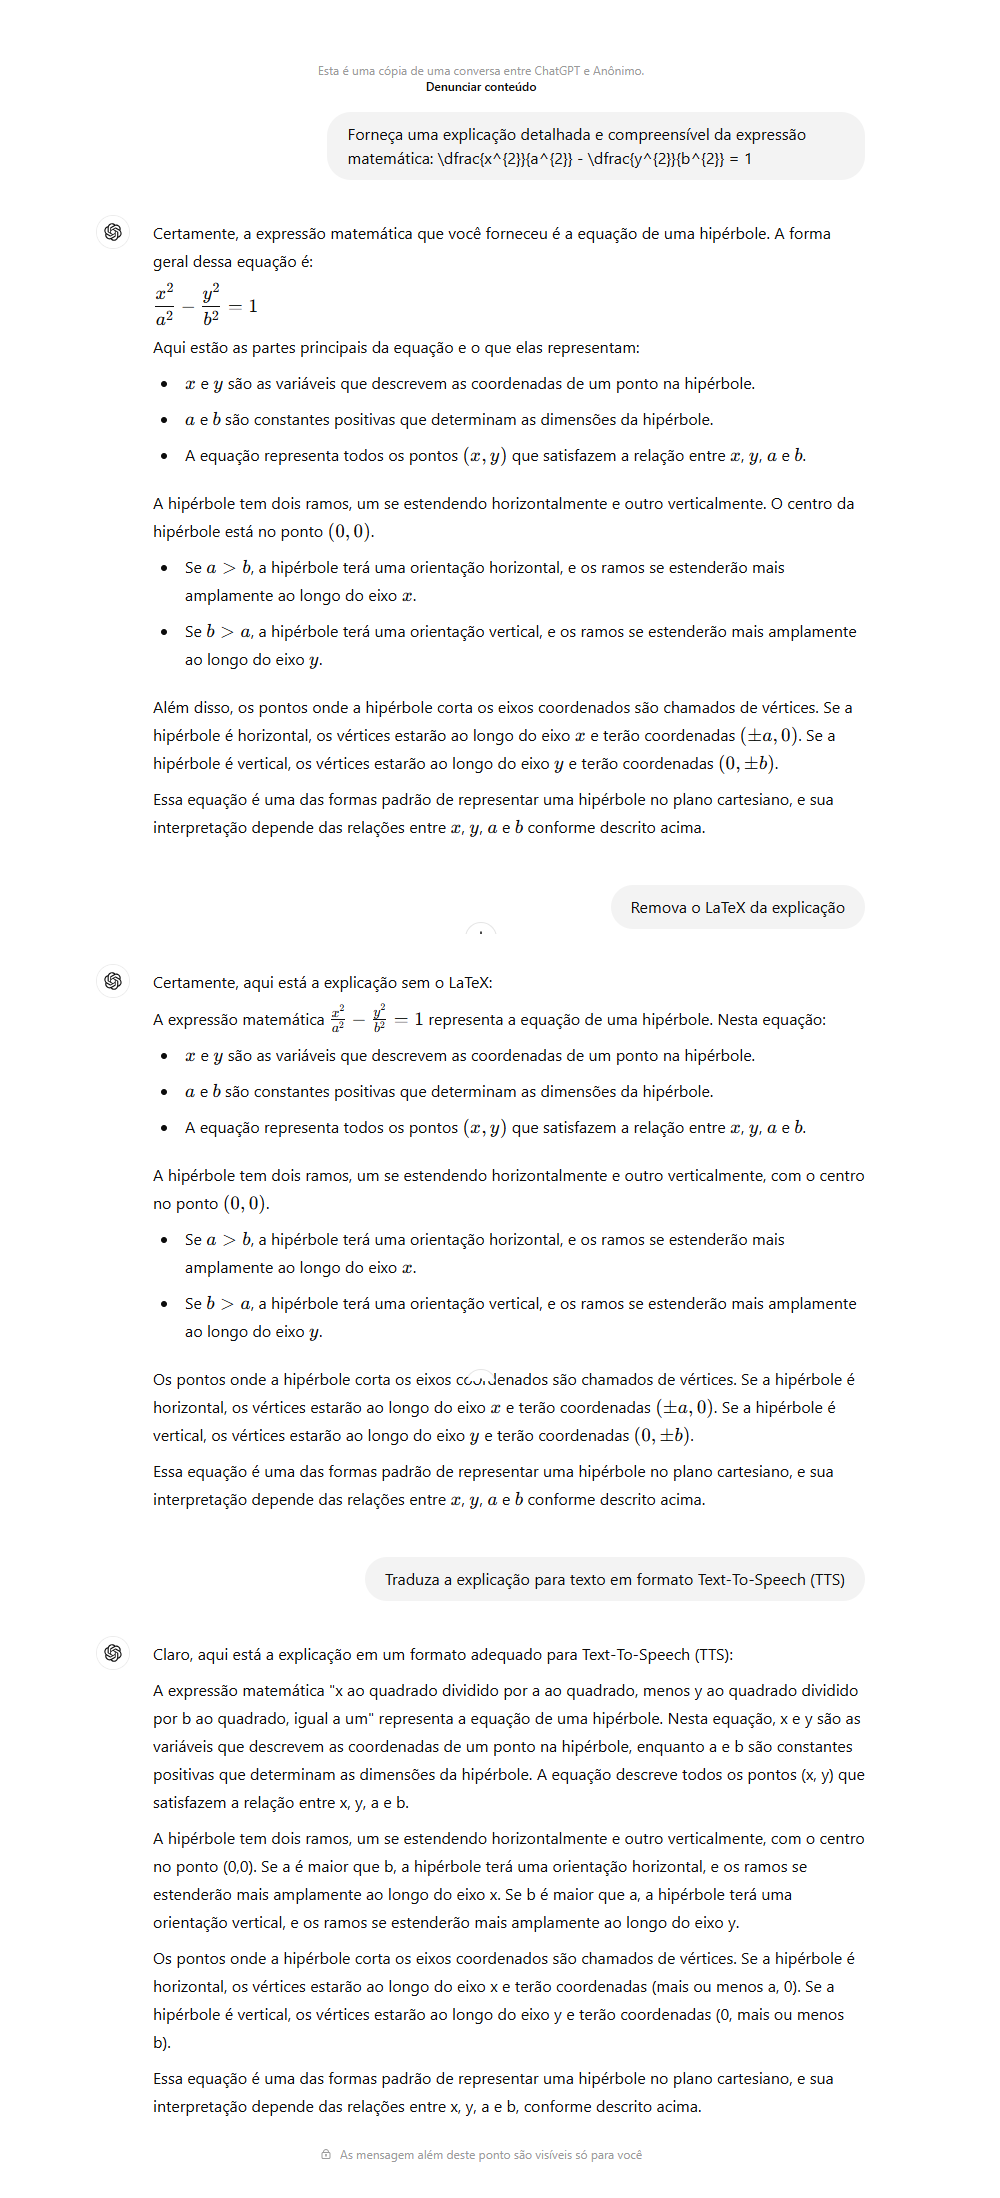 Esta é uma cópia de uma conversa entre ChatGPT e Anônimo.
Denunciar conteúdo
Forneça uma explicação detalhada e compreensível da expressão
matemática: \dfrac{x^{2}}{a^{2}} - \dfrac{y^{2}}{b^{2}} = 1
Certamente, a expressão matemática que você forneceu é a equação de uma hipérbole. A forma
geral dessa equação é:
x²/a² − y²/b² = 1
Aqui estão as partes principais da equação e o que elas representam:
• x e y são as variáveis que descrevem as coordenadas de um ponto na hipérbole.
• a e b são constantes positivas que determinam as dimensões da hipérbole.
• A equação representa todos os pontos (x, y) que satisfazem a relação entre x, y, a e b.
A hipérbole tem dois ramos, um se estendendo horizontalmente e outro verticalmente. O centro da
hipérbole está no ponto (0, 0).
• Se a > b, a hipérbole terá uma orientação horizontal, e os ramos se estenderão mais
amplamente ao longo do eixo x.
• Se b > a, a hipérbole terá uma orientação vertical, e os ramos se estenderão mais amplamente
ao longo do eixo y.
Além disso, os pontos onde a hipérbole corta os eixos coordenados são chamados de vértices. Se a
hipérbole é horizontal, os vértices estarão ao longo do eixo x e terão coordenadas (±a, 0). Se a
hipérbole é vertical, os vértices estarão ao longo do eixo y e terão coordenadas (0, ±b).
Essa equação é uma das formas padrão de representar uma hipérbole no plano cartesiano, e sua
interpretação depende das relações entre x, y, a e b conforme descrito acima.
Remova o LaTeX da explicação
Certamente, aqui está a explicação sem o LaTeX:
A expressão matemática x²/a² − y²/b² = 1 representa a equação de uma hipérbole. Nesta equação:
• x e y são as variáveis que descrevem as coordenadas de um ponto na hipérbole.
• a e b são constantes positivas que determinam as dimensões da hipérbole.
• A equação representa todos os pontos (x, y) que satisfazem a relação entre x, y, a e b.
A hipérbole tem dois ramos, um se estendendo horizontalmente e outro verticalmente, com o centro
no ponto (0, 0).
• Se a > b, a hipérbole terá uma orientação horizontal, e os ramos se estenderão mais
amplamente ao longo do eixo x.
• Se b > a, a hipérbole terá uma orientação vertical, e os ramos se estenderão mais amplamente
ao longo do eixo y.
Os pontos onde a hipérbole corta os eixos coordenados são chamados de vértices. Se a hipérbole é
horizontal, os vértices estarão ao longo do eixo x e terão coordenadas (±a, 0). Se a hipérbole é
vertical, os vértices estarão ao longo do eixo y e terão coordenadas (0, ±b).
Essa equação é uma das formas padrão de representar uma hipérbole no plano cartesiano, e sua
interpretação depende das relações entre x, y, a e b conforme descrito acima.
Traduza a explicação para texto em formato Text-To-Speech (TTS)
Claro, aqui está a explicação em um formato adequado para Text-To-Speech (TTS):
A expressão matemática "x ao quadrado dividido por a ao quadrado, menos y ao quadrado dividido
por b ao quadrado, igual a um" representa a equação de uma hipérbole. Nesta equação, x e y são as
variáveis que descrevem as coordenadas de um ponto na hipérbole, enquanto a e b são constantes
positivas que determinam as dimensões da hipérbole. A equação descreve todos os pontos (x, y) que
satisfazem a relação entre x, y, a e b.
A hipérbole tem dois ramos, um se estendendo horizontalmente e outro verticalmente, com o centro
no ponto (0,0). Se a é maior que b, a hipérbole terá uma orientação horizontal, e os ramos se
estenderão mais amplamente ao longo do eixo x. Se b é maior que a, a hipérbole terá uma
orientação vertical, e os ramos se estenderão mais amplamente ao longo do eixo y.
Os pontos onde a hipérbole corta os eixos coordenados são chamados de vértices. Se a hipérbole é
horizontal, os vértices estarão ao longo do eixo x e terão coordenadas (mais ou menos a, 0). Se a
hipérbole é vertical, os vértices estarão ao longo do eixo y e terão coordenadas (0, mais ou menos
b).
Essa equação é uma das formas padrão de representar uma hipérbole no plano cartesiano, e sua
interpretação depende das relações entre x, y, a e b, conforme descrito acima.
As mensagem além deste ponto são visíveis só para você